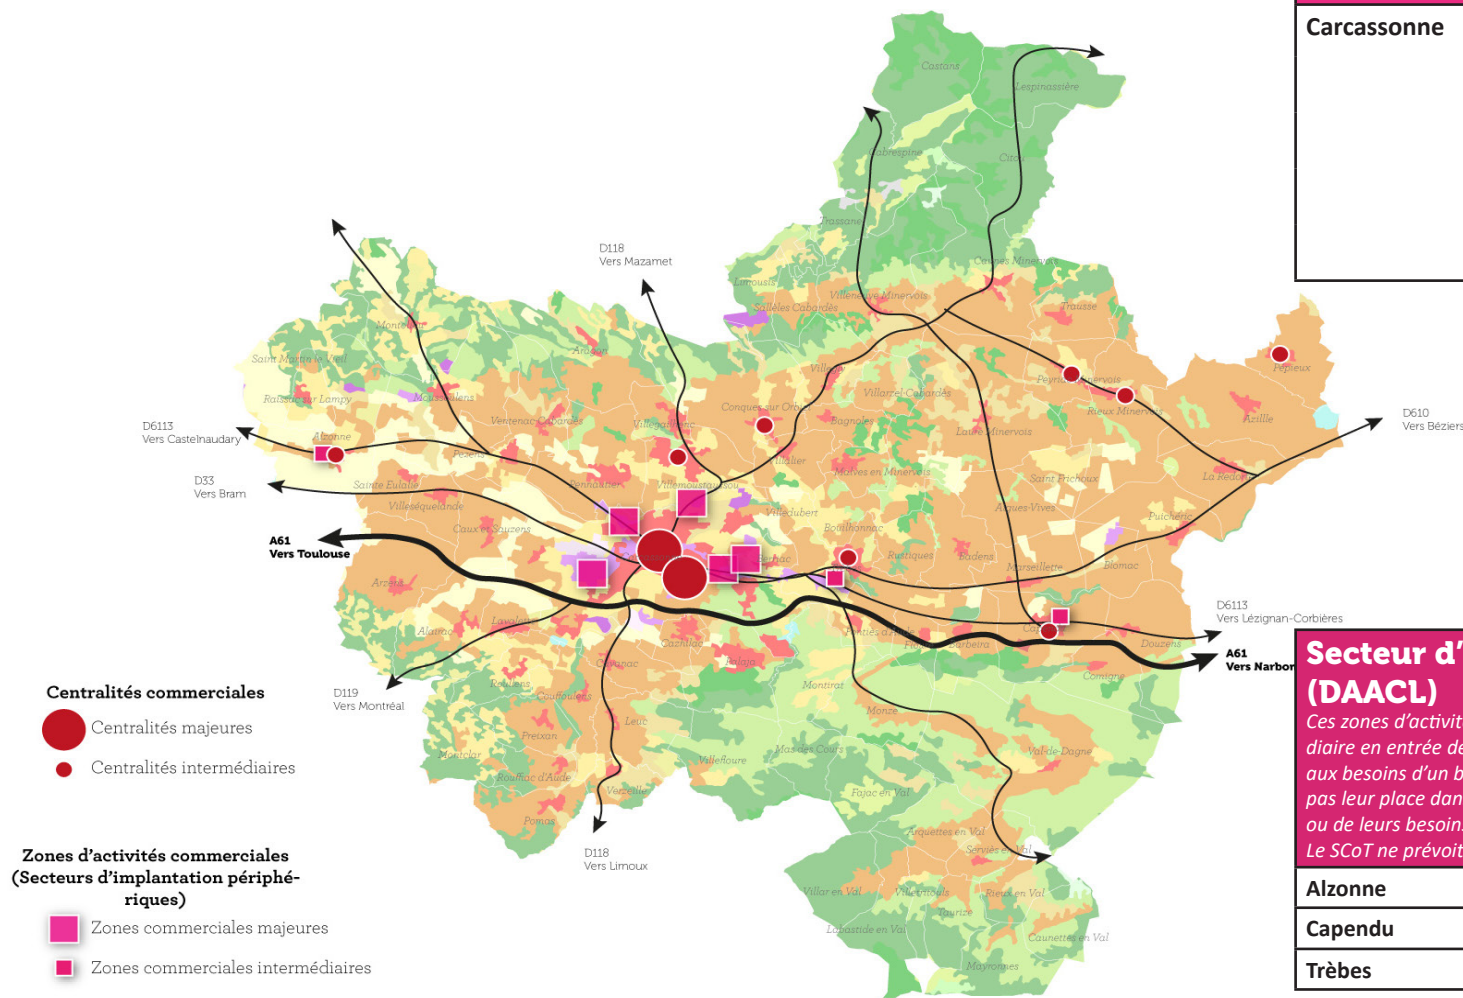 Carcassonne
Castans
Lespinassière
Cabrespine
Citou
Trassanel
D118
Vers Mazamet
Caunes Minervois
Limousis
Villeneuve Minervois
Sallèles Cabardès
Trausse
Montolieu
Aragon
Saint Martin le Vieil
Pépieux
Peyriac Minervois
Raissac sur Lampy
Moussoulens
Villarzel-Cabardès
Rieux Minervois
Conques sur Orbiel
Azille
D6113
Vers Castelnaudary
Alzonne
Ventenac Cabardès
Villegailhenc
Bagnoles
Laure Minervois
D610
Vers Béziers
Pezens
Villalier
Malves en Minervois
Saint Frichoux
La Redorte
D33
Vers Bram
Sainte Eulalie
Pennautier
Villemoustaussou
Villesèquelande
Villedubert
Aigues-Vives
Puichéric
Caux et Sauzens
Bouilhonnac
A61
Vers Toulouse
Berriac
Rustiques
Badens
Marseillette
Blomac
Arzens
D6113
Vers Lézignan-Corbières
Alairac
Lavalette
Cazilhac
Barbaira
Douzens
A61
Vers Narbon
Palaja
Comigne
Montirat
Centralités commerciales
Centralités majeures
Centralités intermédiaires
D119
Vers Montréal
Roullens
Couffoulens
Leuc
Monze
Preixan
Mas des Cours
Val-de-Dagne
Montclar
Villefloure
Rouffiac d'Aude
Verzeille
Fajac en Val
Pomas
Arquettes en Val
Serviès en Val
D118
Vers Limoux
Zones d'activités commerciales
(Secteurs d'implantation périphé-
riques)
Zones commerciales majeures
Zones commerciales intermédiaires
Villar en Val
Villetritouls
Rieux en Val
Taurize
Labastide en Val
Caunettes en Val
Mayronnes
Secteur d'
(DAACL)
Ces zones d'activit
diaire en entrée de
aux besoins d'un b
pas leur place dan
ou de leurs besoins
Le SCoT ne prévoit
Alzonne
Capendu
Trèbes